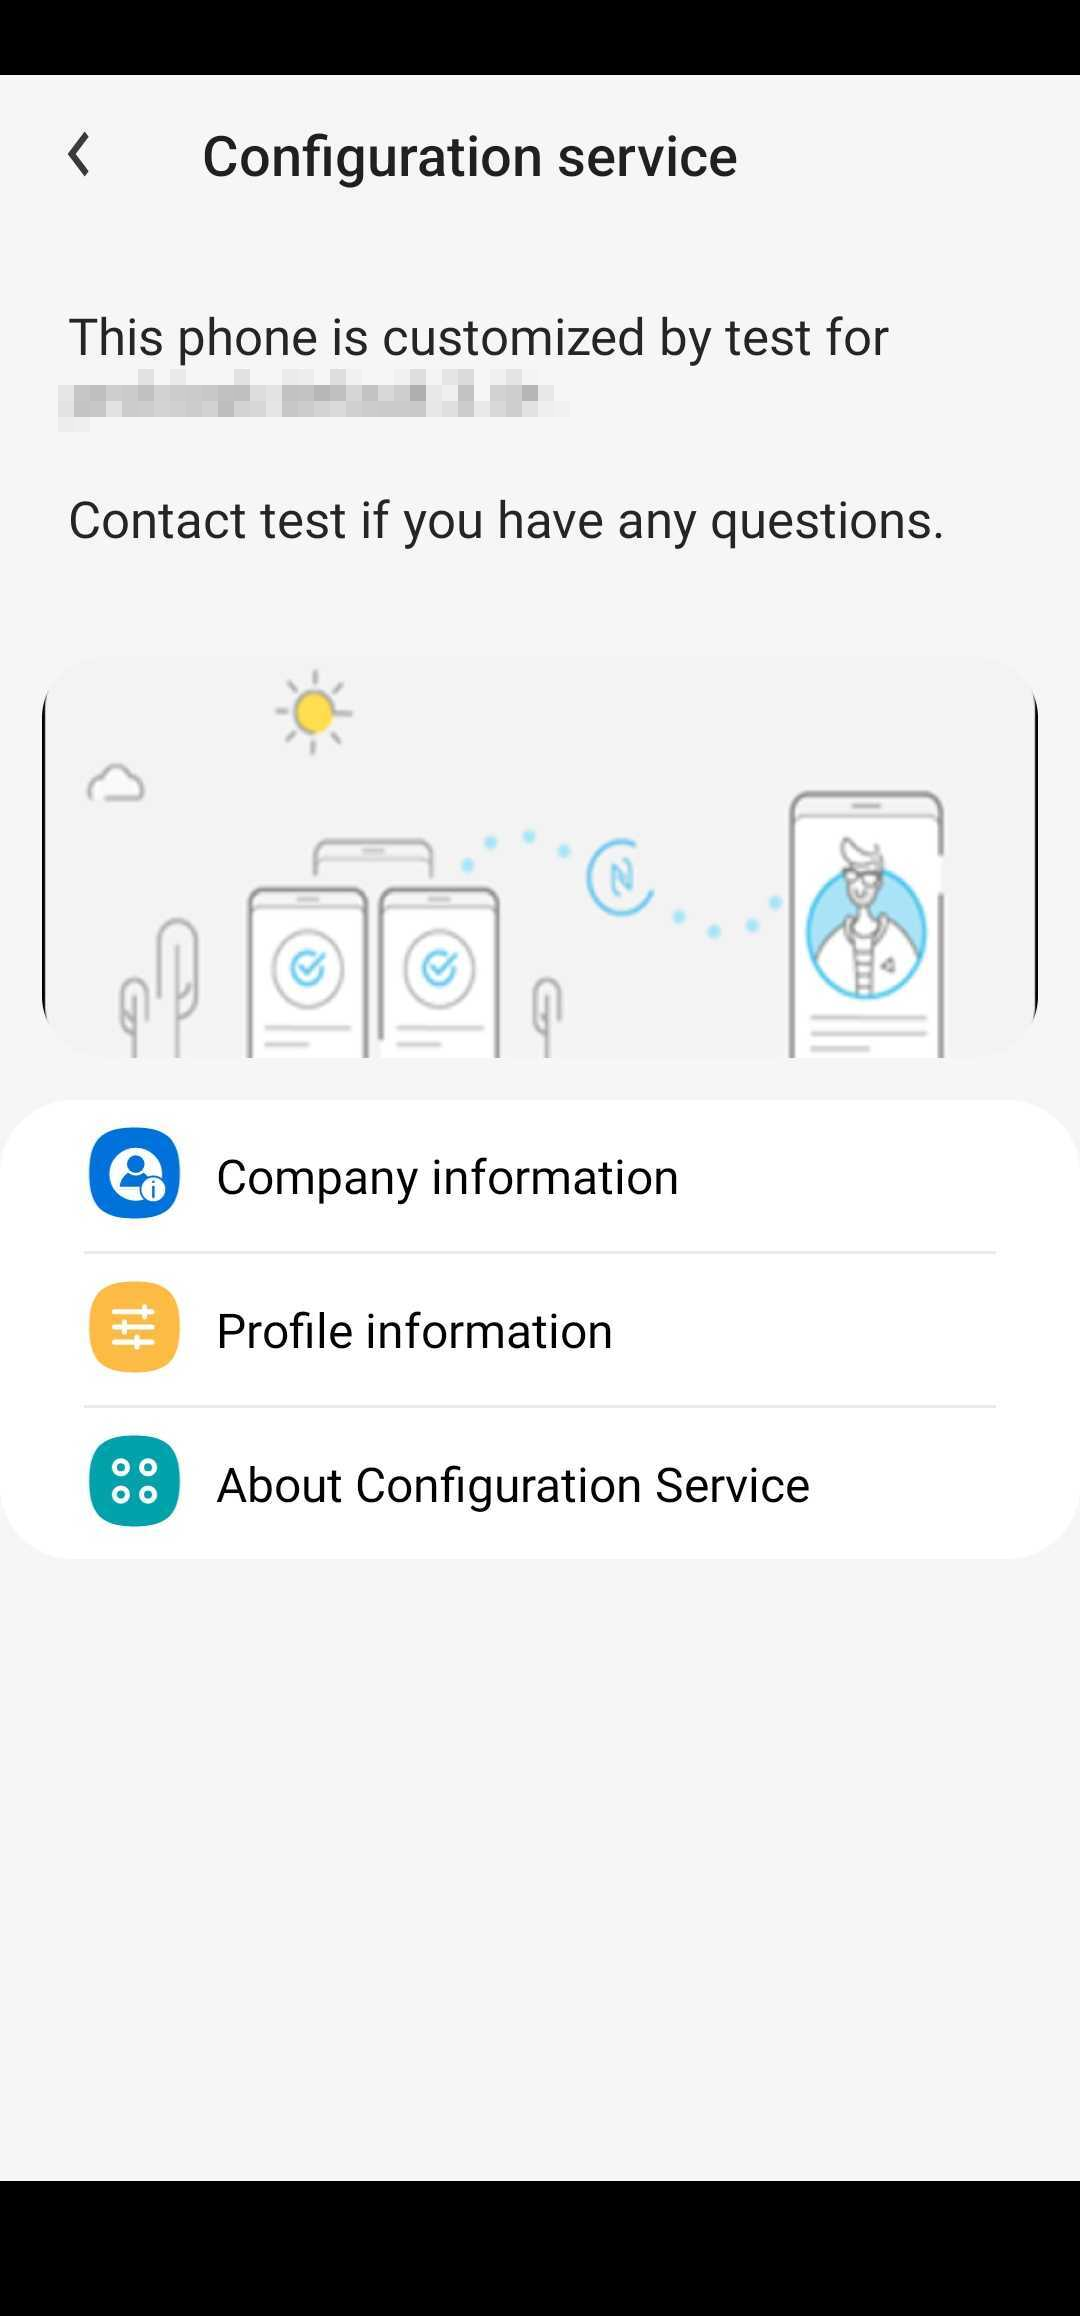 Configuration service
This phone is customized by test for
Contact test if you have any questions.
Company information
Profile information
About Configuration Service